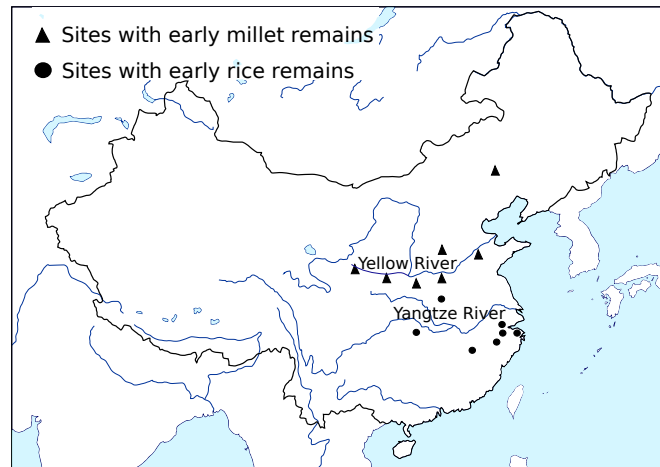 Sites with early millet remains
Sites with early rice remains
Yellow River
Yangtze River